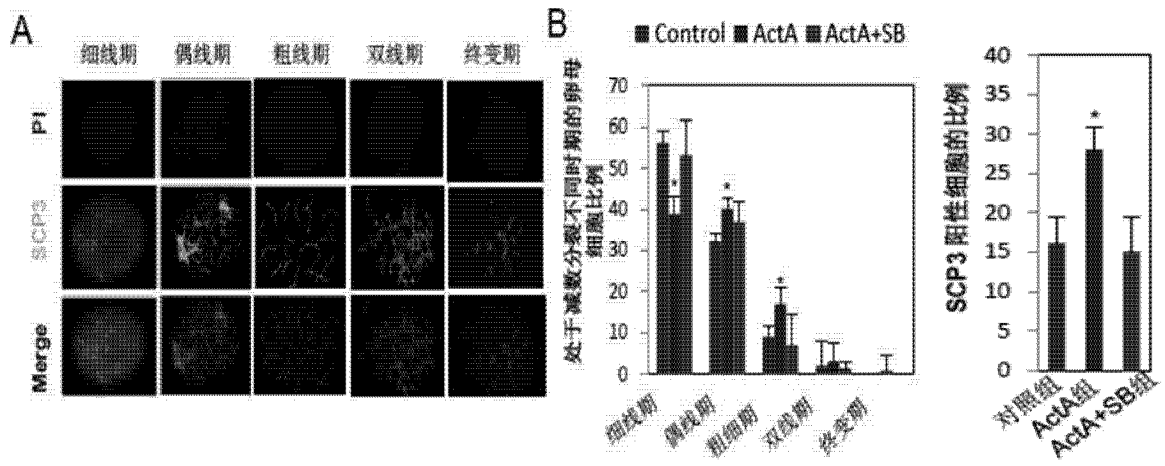 A
细线期 偶线期 粗线期 双线期 终变期
PI
SCP3
Merge
B
Control ActA ActA+SB
处于减数分裂不同时期的卵母
细胞比例
70
60
50
40
30
20
10
0
*
*
*
细线期 偶线期 粗细期 双线期 终变期
SCP3 阳性细胞的比例
40
35
30
25
20
15
10
5
0
*
对照组 ActA组 ActA+SB组